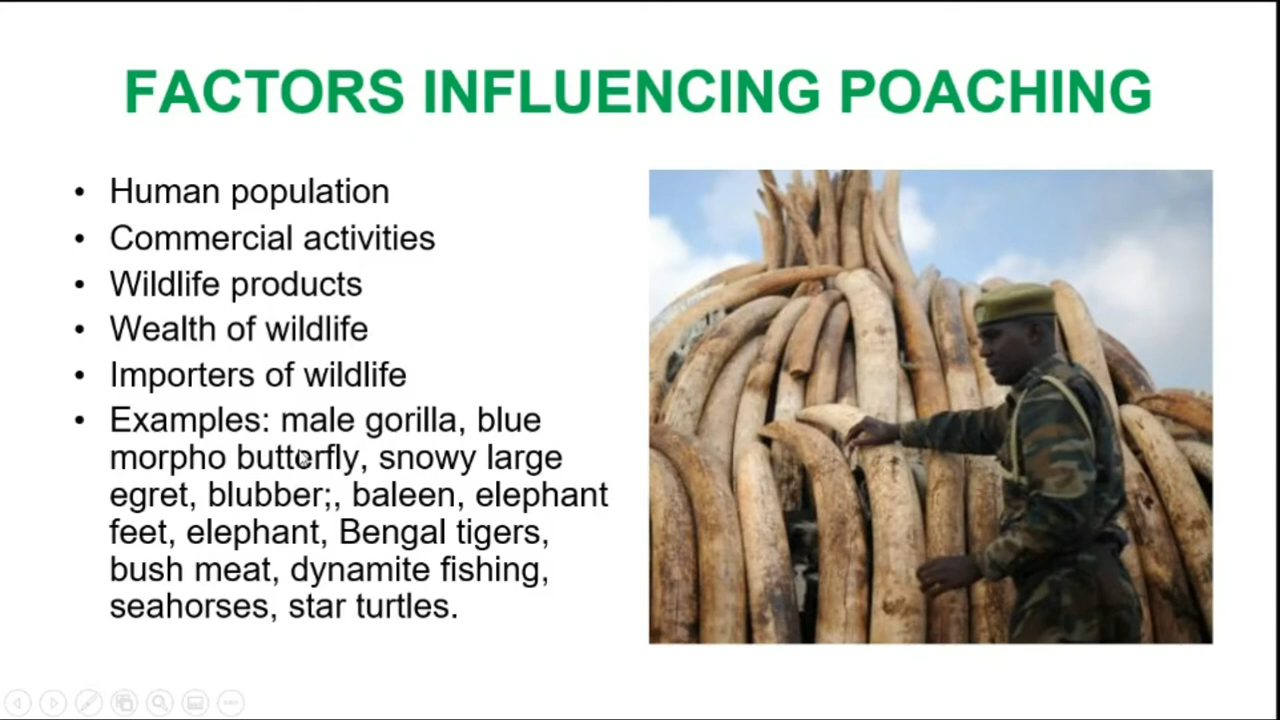 FACTORS INFLUENCING POACHING
• Human population
• Commercial activities
• Wildlife products
• Wealth of wildlife
• Importers of wildlife
• Examples: male gorilla, blue
morpho butterfly, snowy large
egret, blubber;, baleen, elephant
feet, elephant, Bengal tigers,
bush meat, dynamite fishing,
seahorses, star turtles.